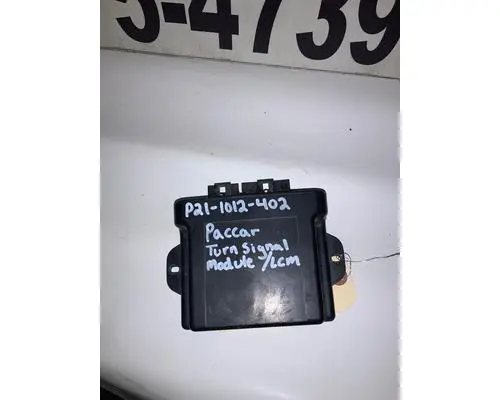 5-4739
P21-1012-402
Paccar
Turn Signal
Module /LCM